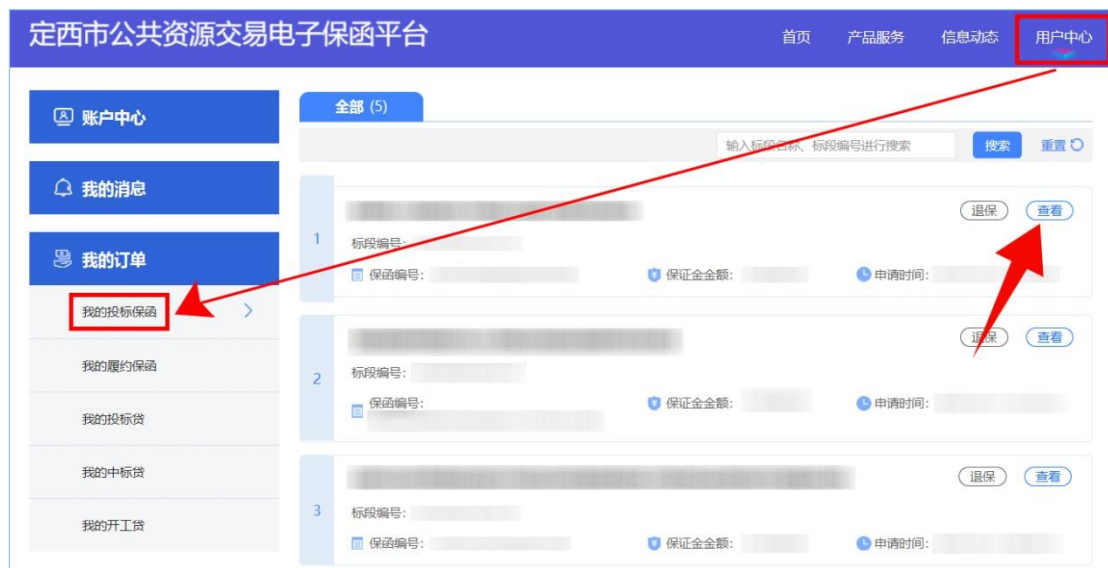 定西市公共资源交易电子保函平台
首页 产品服务 信息动态 用户中心
账户中心
我的消息
我的订单
我的投标保函
我的履约保函
我的投标贷
我的中标贷
我的开工贷
全部 (5)
输入标段名称、标段编号进行搜索 搜索 重置
1
退保 查看
标段编号:
保函编号: 保证金金额: 申请时间:
2
退保 查看
标段编号:
保函编号: 保证金金额: 申请时间:
3
退保 查看
标段编号:
保函编号: 保证金金额: 申请时间: